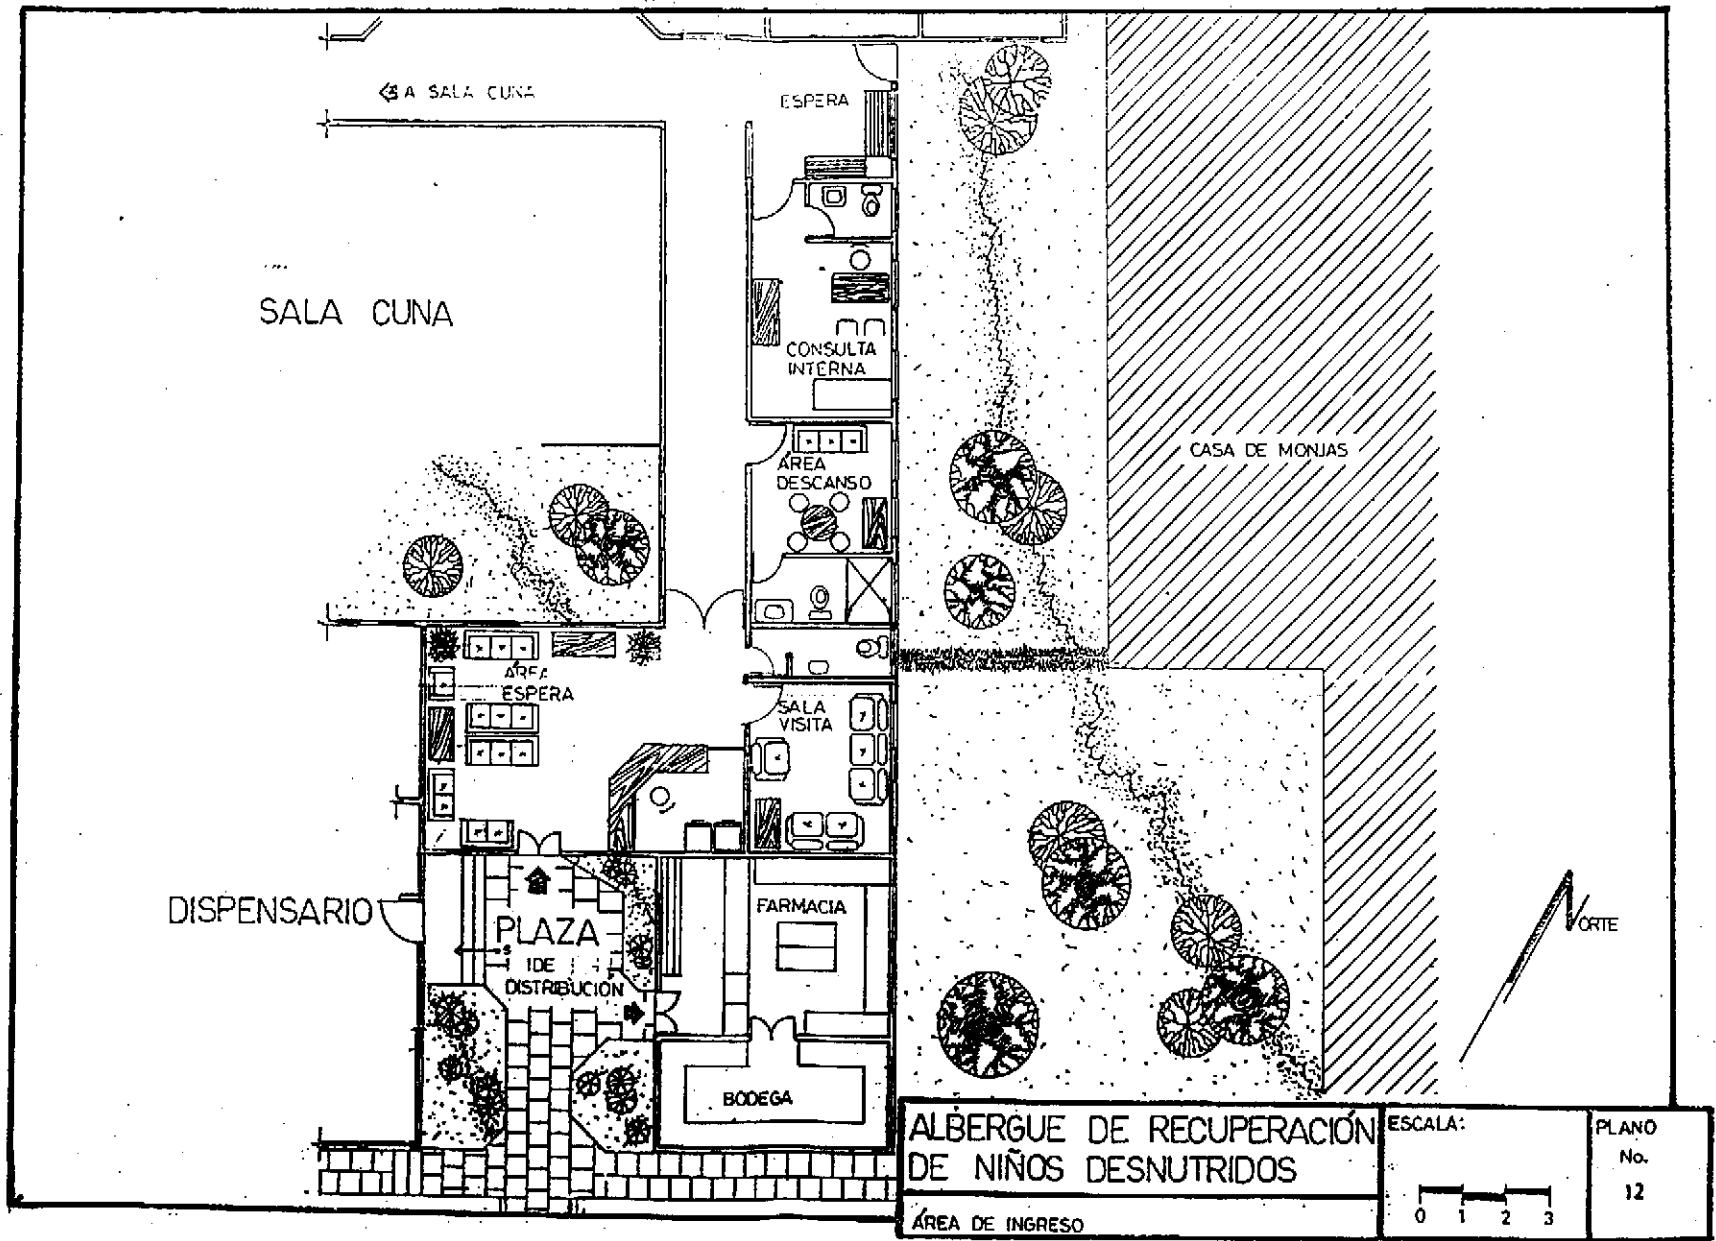 A SALA CUNA
ESPERA
SALA CUNA
CONSULTA
INTERNA
CASA DE MONJAS
ÁREA
DESCANSO
ÁREA
ESPERA
SALA
VISITA
DISPENSARIO
PLAZA
DE
DISTRIBUCIÓN
S
FARMACIA
BODEGA
NORTE
ALBERGUE DE RECUPERACIÓN
DE NIÑOS DESNUTRIDOS
ÁREA DE INGRESO
ESCALA:
0 1 2 3
PLANO
No.
12